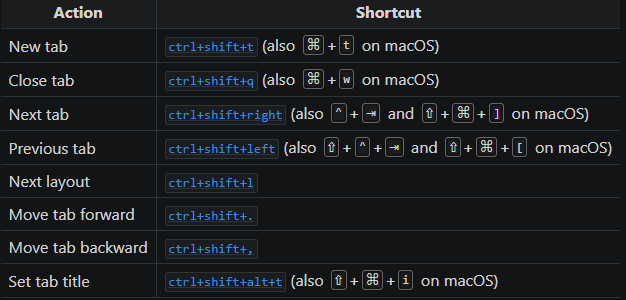 Action Shortcut
New tab ctrl+shift+t (also ⌘+t on macOS)
Close tab ctrl+shift+q (also ⌘+w on macOS)
Next tab ctrl+shift+right (also ^+⇥ and ⇧+⌘+] on macOS)
Previous tab ctrl+shift+left (also ⇧+^+⇥ and ⇧+⌘+[ on macOS)
Next layout ctrl+shift+l
Move tab forward ctrl+shift+.
Move tab backward ctrl+shift+,
Set tab title ctrl+shift+alt+t (also ⇧+⌘+i on macOS)